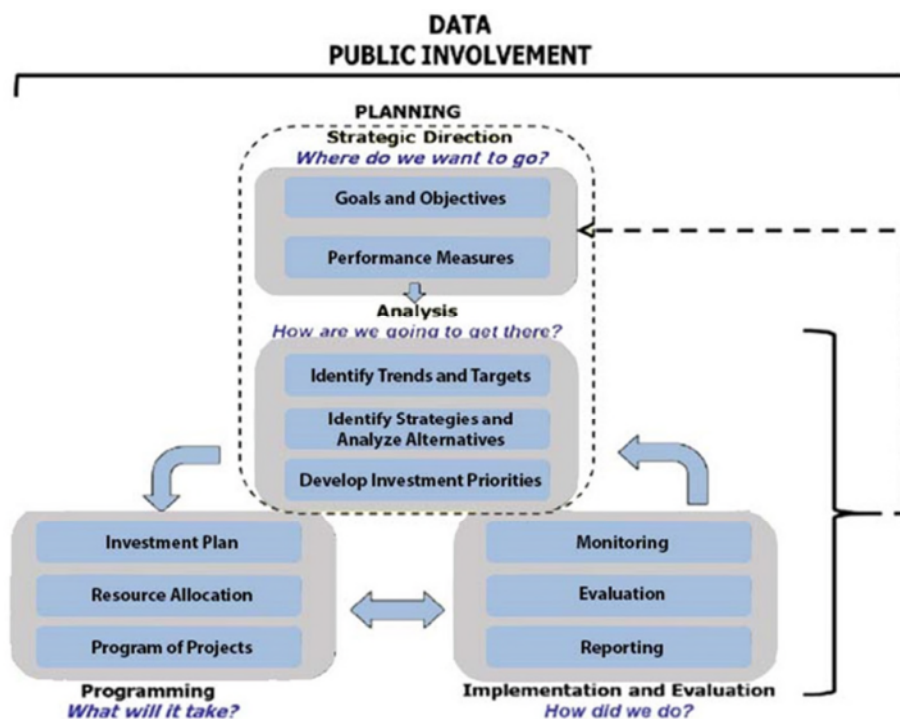 DATA
PUBLIC INVOLVEMENT
PLANNING
Strategic Direction
Where do we want to go?
Goals and Objectives
Performance Measures
Analysis
How are we going to get there?
Identify Trends and Targets
Identify Strategies and
Analyze Alternatives
Develop Investment Priorities
Investment Plan
Resource Allocation
Program of Projects
Programming
What will it take?
Monitoring
Evaluation
Reporting
Implementation and Evaluation
How did we do?